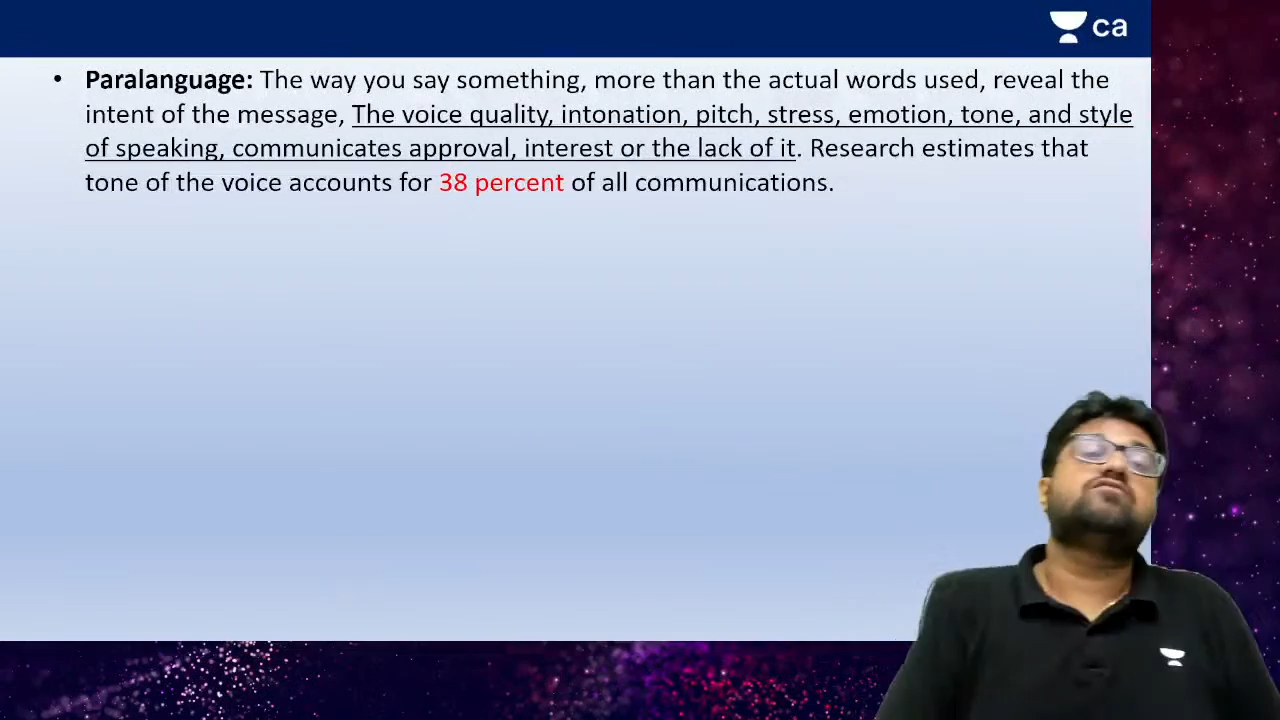 ca
• Paralanguage: The way you say something, more than the actual words used, reveal the
intent of the message, The voice quality, intonation, pitch, stress, emotion, tone, and style
of speaking, communicates approval, interest or the lack of it. Research estimates that
tone of the voice accounts for 38 percent of all communications.